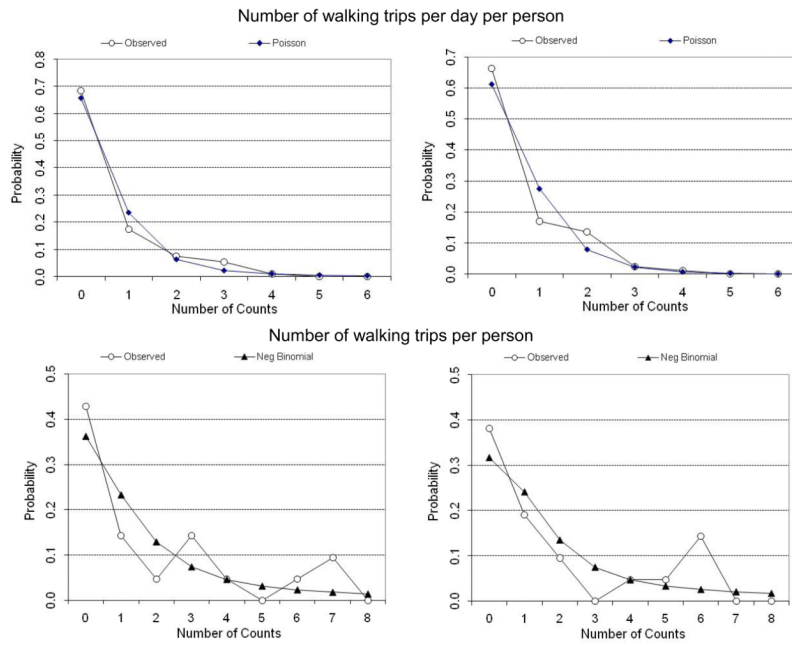 Number of walking trips per day per person
Observed Poisson
Probability
0.8
0.7
0.6
0.5
0.4
0.3
0.2
0.1
0.0
0 1 2 3 4 5 6
Number of Counts
Observed Poisson
Probability
0.7
0.6
0.5
0.4
0.3
0.2
0.1
0.0
0 1 2 3 4 5 6
Number of Counts
Number of walking trips per person
Observed Neg Binomial
Probability
0.5
0.4
0.3
0.2
0.1
0.0
0 1 2 3 4 5 6 7 8
Number of Counts
Observed Neg Binomial
Probability
0.5
0.4
0.3
0.2
0.1
0.0
0 1 2 3 4 5 6 7 8
Number of Counts